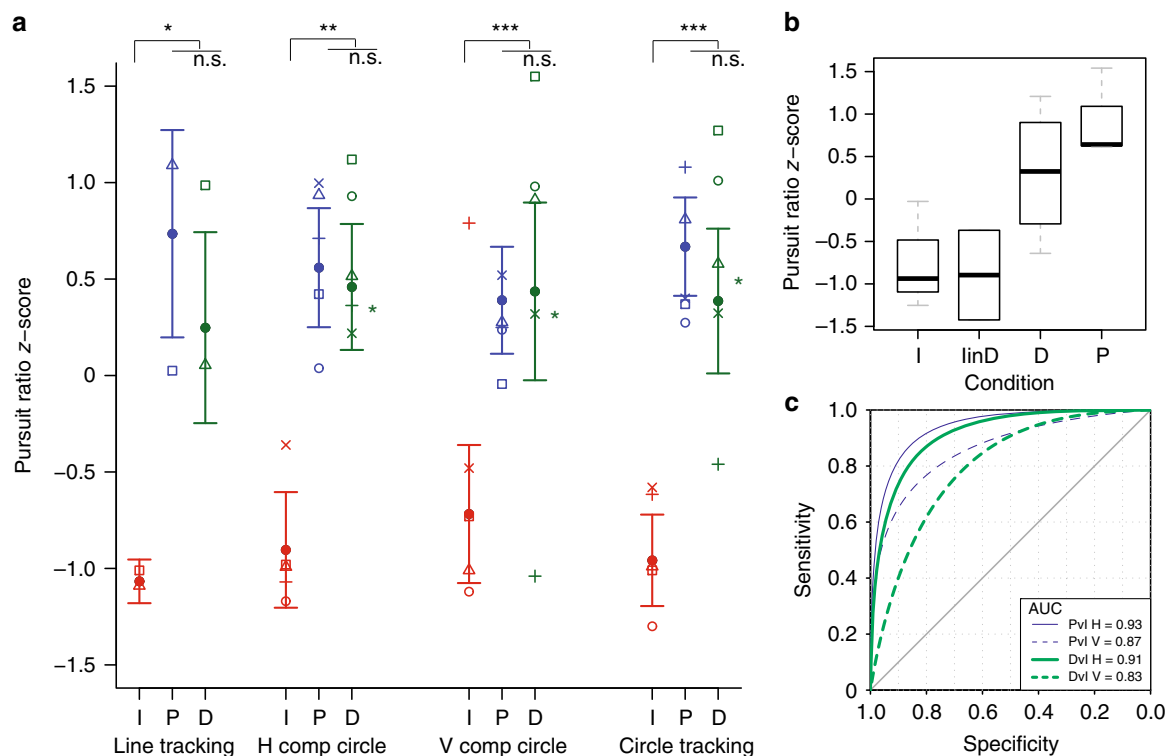 a
* ** *** ***
n.s. n.s. n.s. n.s.
1.5
1.0
0.5
0
−0.5
−1.0
−1.5
Pursuit ratio z−score
* * *
I P D I P D I P D I P D
Line tracking H comp circle V comp circle Circle tracking
b
1.5
1.0
0.5
0
−0.5
−1.0
−1.5
Pursuit ratio z−score
I IinD D P
Condition
c
1.0
0.8
0.6
0.4
0.2
0
Sensitivity
AUC
PvI H = 0.93
PvI V = 0.87
DvI H = 0.91
DvI V = 0.83
1.0 0.8 0.6 0.4 0.2 0.0
Specificity